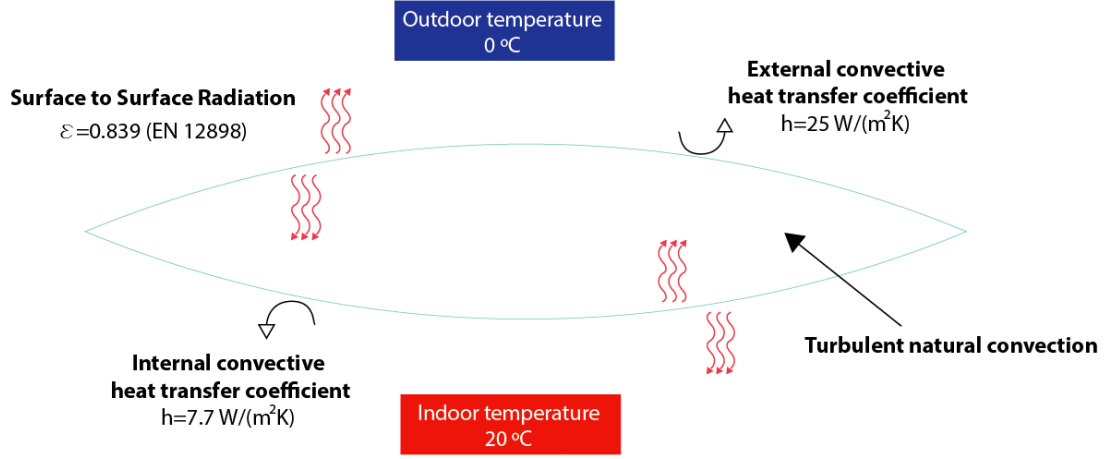 Outdoor temperature
0 ºC
External convective
heat transfer coefficient
h=25 W/(m²K)
Surface to Surface Radiation
ℰ=0.839 (EN 12898)
Internal convective
heat transfer coefficient
h=7.7 W/(m²K)
Turbulent natural convection
Indoor temperature
20 ºC